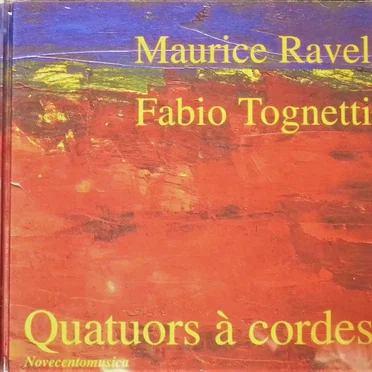 Maurice Ravel
Fabio Tognetti
Quatuors à cordes
Novecentomusica